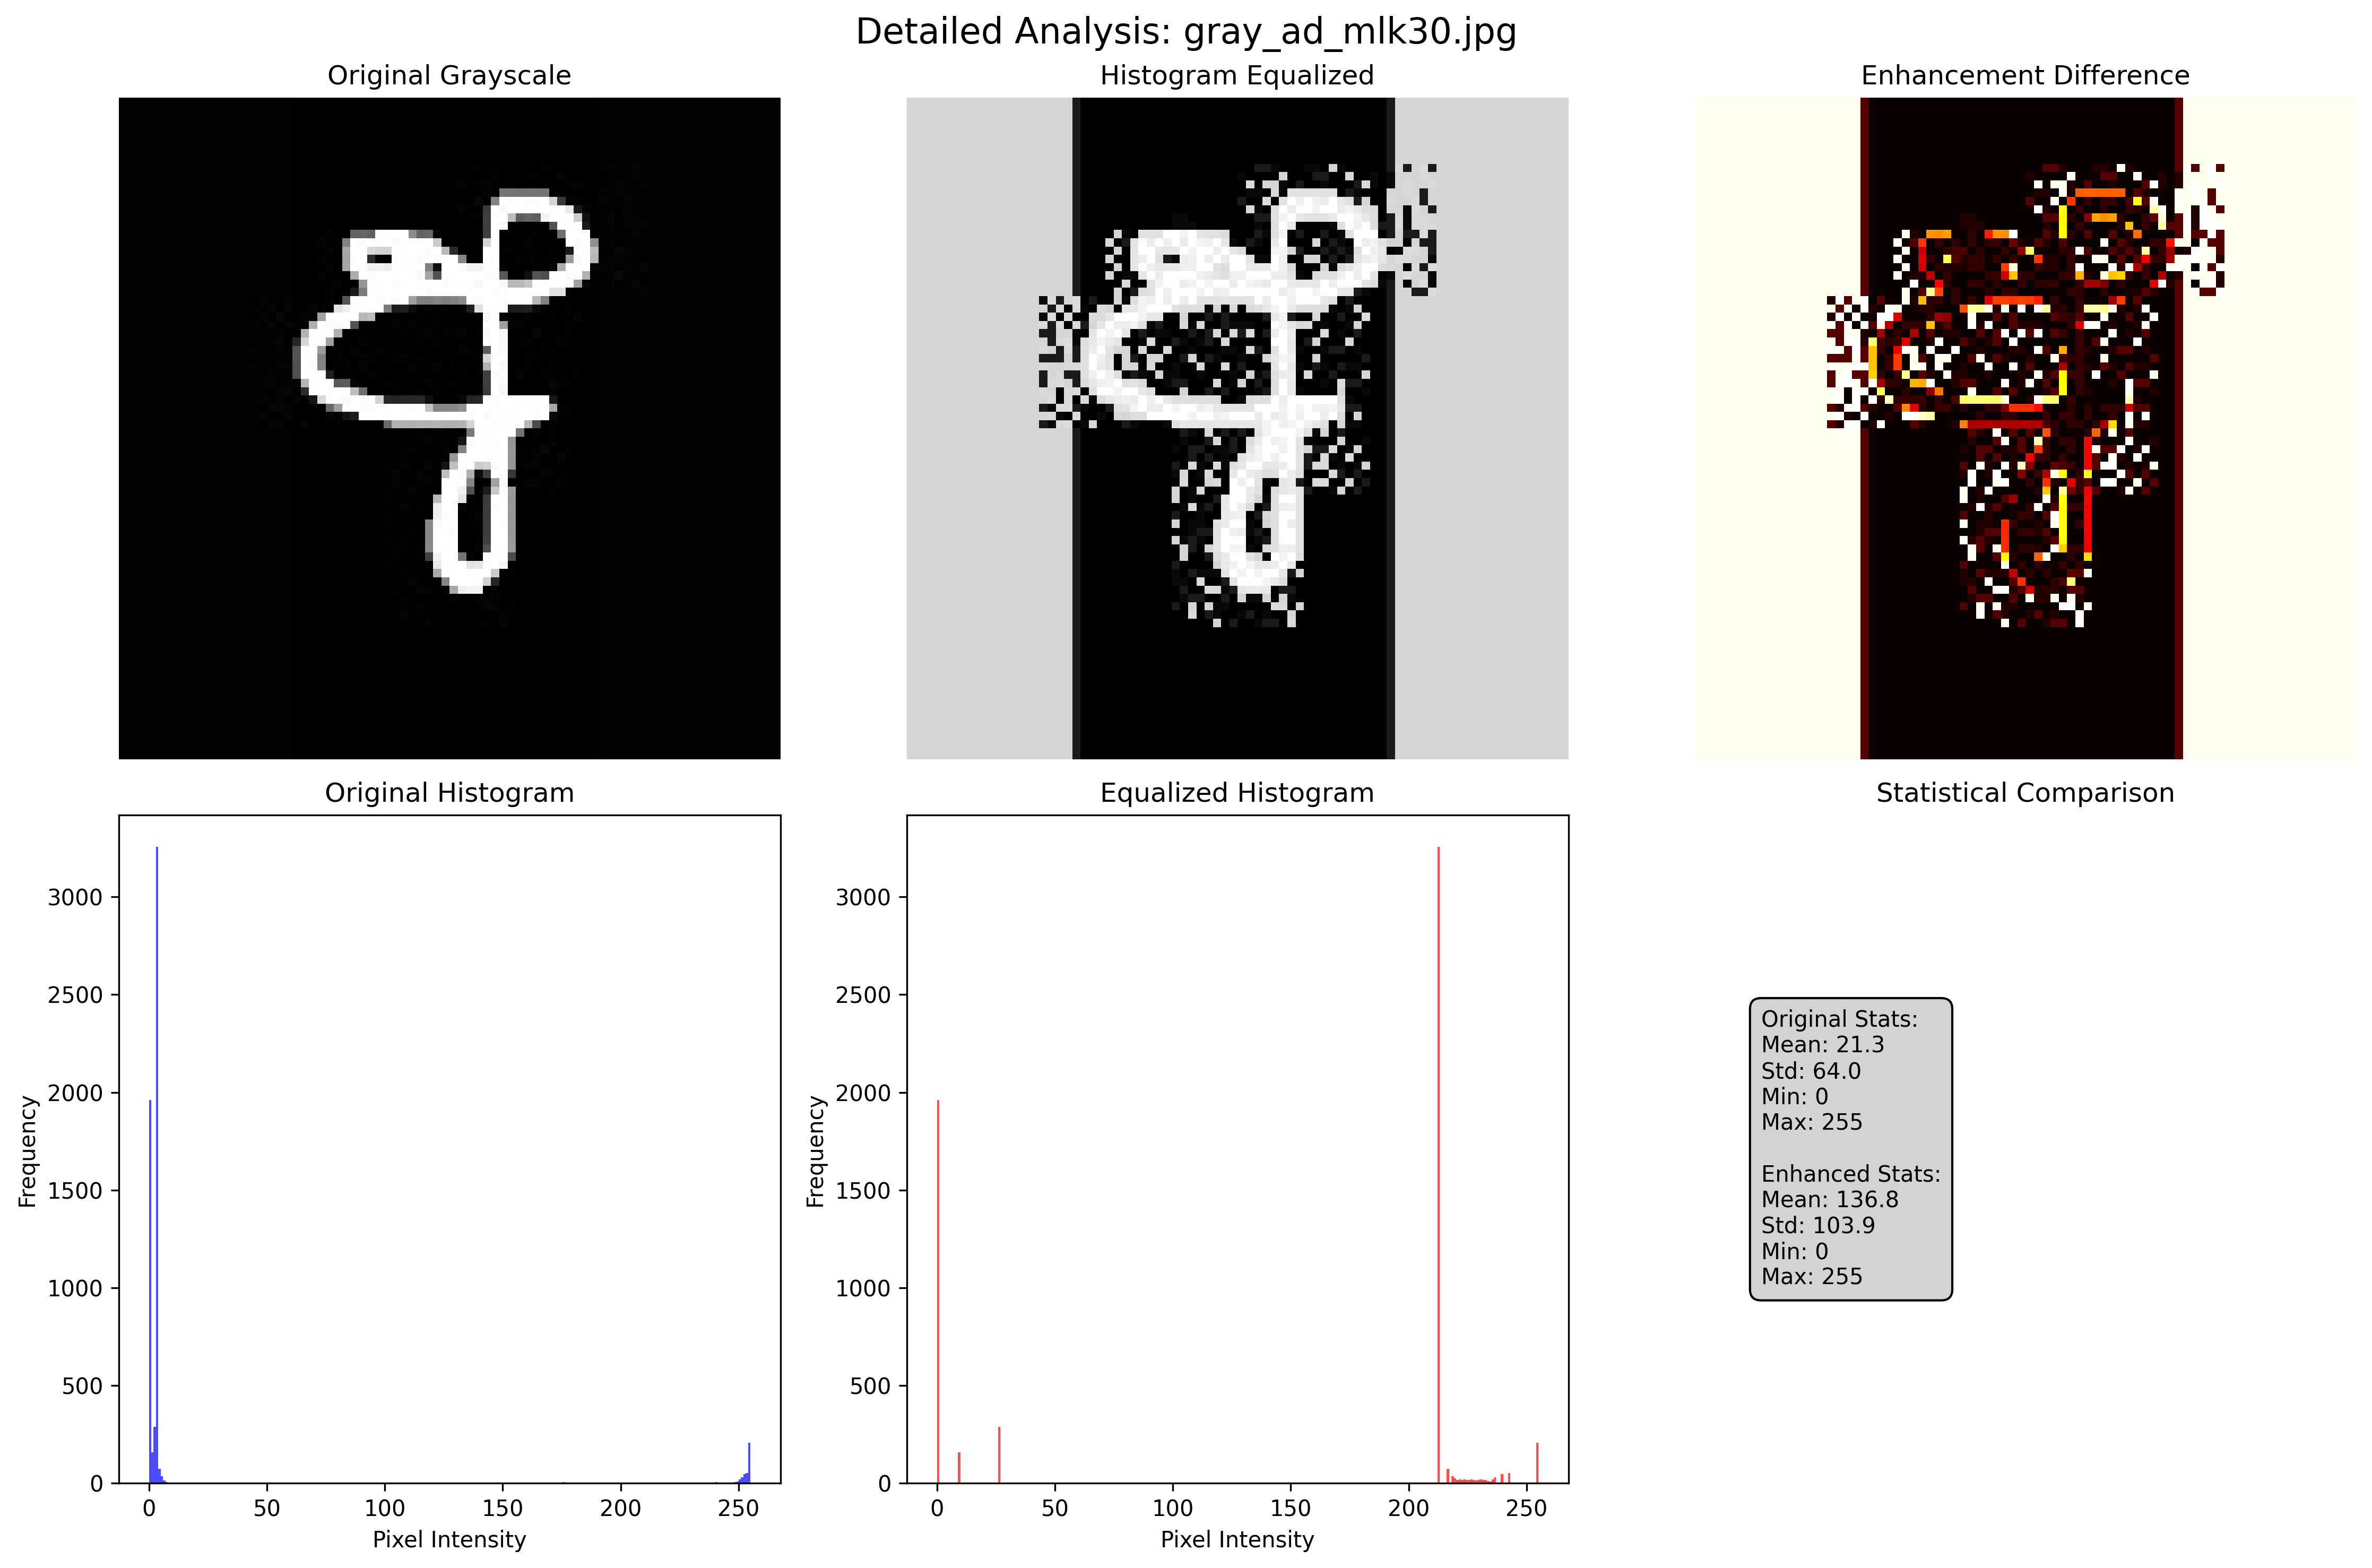 Detailed Analysis: gray_ad_mlk30.jpg
Original Grayscale
Histogram Equalized
Enhancement Difference
Original Histogram
Equalized Histogram
Statistical Comparison
Frequency
3000
2500
2000
1500
1000
500
0
0 50 100 150 200 250
Pixel Intensity
Frequency
3000
2500
2000
1500
1000
500
0
0 50 100 150 200 250
Pixel Intensity
Original Stats:
Mean: 21.3
Std: 64.0
Min: 0
Max: 255
Enhanced Stats:
Mean: 136.8
Std: 103.9
Min: 0
Max: 255